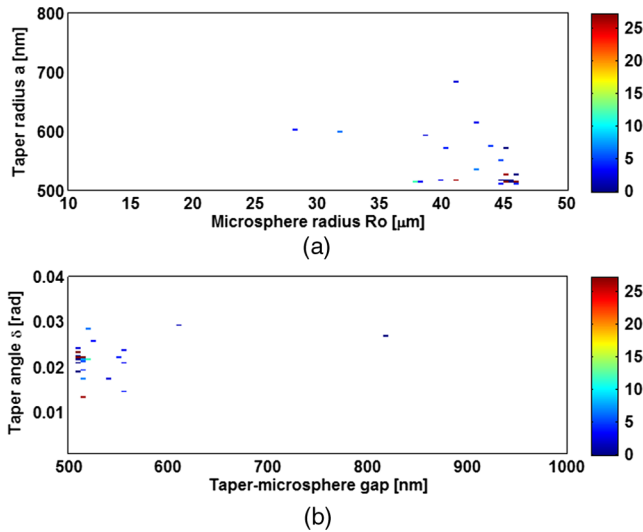 800
700
600
500
Taper radius a [nm]
10 15 20 25 30 35 40 45 50
Microsphere radius Ro [μm]
25
20
15
10
5
0
(a)
0.04
0.03
0.02
0.01
Taper angle δ [rad]
500 600 700 800 900 1000
Taper-microsphere gap [nm]
25
20
15
10
5
0
(b)